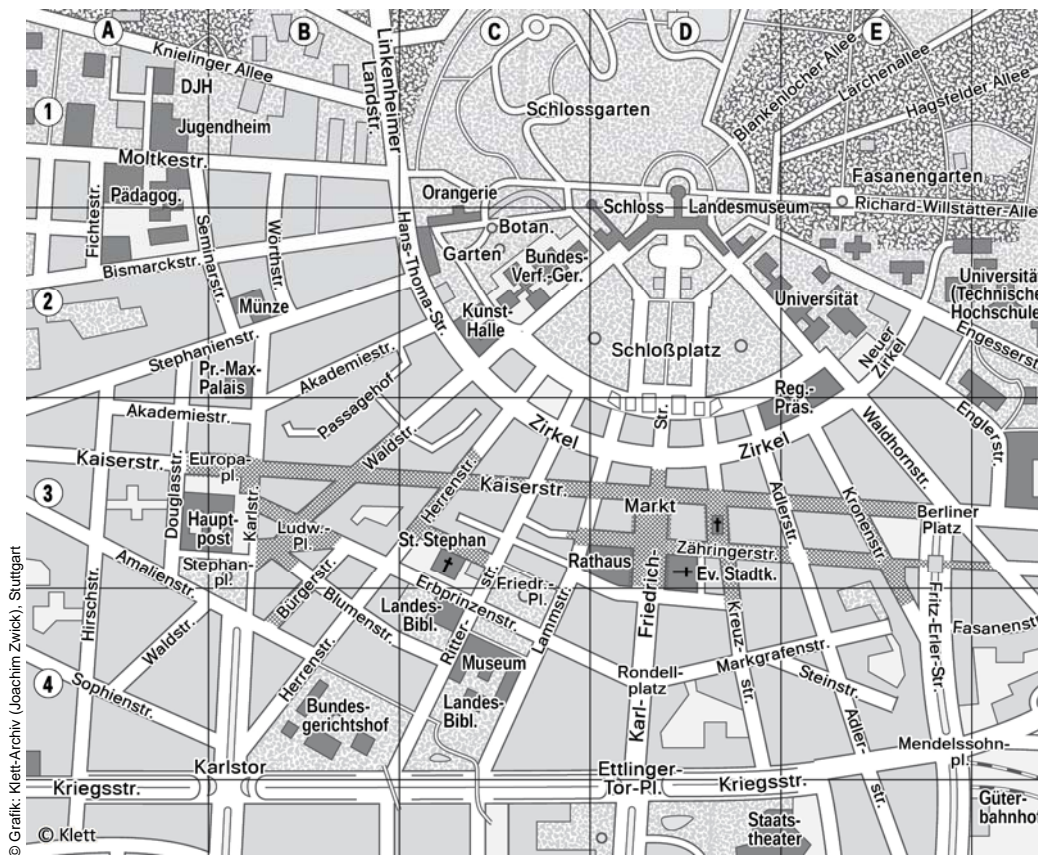 A
B
C
D
E
1
2
3
4
Knielinger Allee
DJH
Jugendheim
Linkenheimer
Landstr.
Schlossgarten
Blankenlocher Allee
Lärchenallee
Hagsfelder Allee
Moltkestr.
Pädagog.
Fichtestr.
Seminarstr.
Wörthstr.
Orangerie
Schloss
Landesmuseum
Fasanengarten
Richard-Willstätter-Alle
Bismarckstr.
Hans-Thoma-Str.
Botan.
Garten
Bundes-
Verf.-Ger.
Münze
Kunst-
Halle
Schloßplatz
Universität
Universität
(Technische
Hochschule
Neuer
Zirkel
Engesserst
Stephanienstr.
Pr.-Max-
Palais
Akademiestr.
Passagehof
Akademiestr.
Reg.-
Präs.
Zirkel
Str.
Zirkel
Waldhornstr.
Englerstr.
Kaiserstr.
Europa-
pl.
Waldstr.
Herrenstr.
Kaiserstr.
Markt
Adlerstr.
Kronenstr.
Berliner
Platz
Douglasstr.
Haupt-
post
Karlstr.
Ludw.-
Pl.
St. Stephan
Rathaus
Zähringerstr.
Ev. Stadtk.
Stephan-
pl.
Amalienstr.
Hirschstr.
Waldstr.
Sophienstr.
Bürgerstr.
Blumenstr.
Herrenstr.
Erbprinzenstr.
Friedr.-
Pl.
Landes-
Bibl.
Ritter-
str.
Lammstr.
Museum
Landes-
Bibl.
Karl-
Friedrich-
Rondell-
platz
Kreuz-
str.
Markgrafenstr.
Steinstr.
Adler-
str.
Fritz-Erler-Str.
Fasanenstr
Bundes-
gerichtshof
Karlstor
Kriegsstr.
Ettlinger-
Tor-Pl.
Kriegsstr.
Mendelssohn-
pl.
Staats-
theater
Güter-
bahnhof
© Klett
© Grafik: Klett-Archiv (Joachim Zwick), Stuttgart